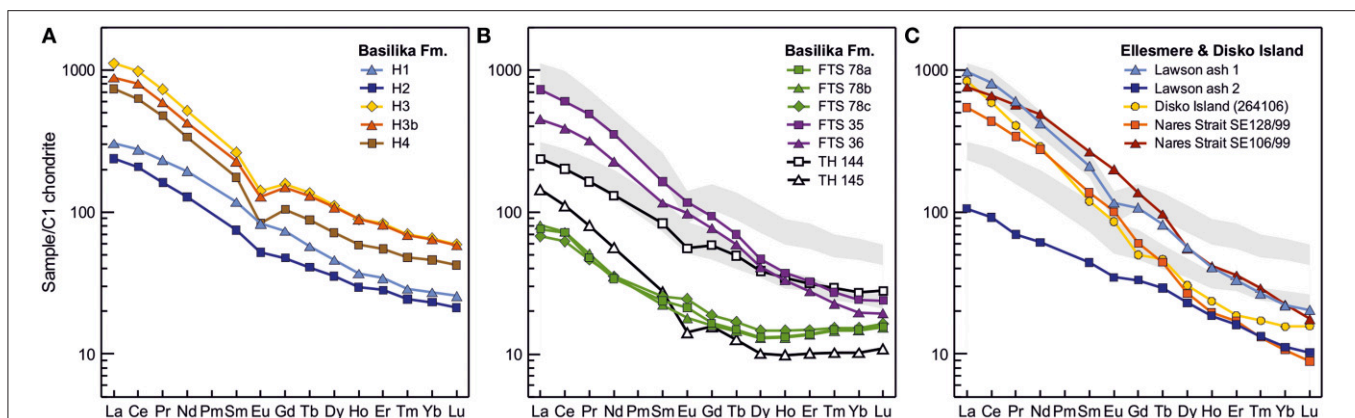 A
Basilika Fm.
H1
H2
H3
H3b
H4
1000
100
10
Sample/C1 chondrite
La Ce Pr Nd Pm Sm Eu Gd Tb Dy Ho Er Tm Yb Lu
B
Basilika Fm.
FTS 78a
FTS 78b
FTS 78c
FTS 35
FTS 36
TH 144
TH 145
1000
100
10
La Ce Pr Nd Pm Sm Eu Gd Tb Dy Ho Er Tm Yb Lu
C
Ellesmere & Disko Island
Lawson ash 1
Lawson ash 2
Disko Island (264106)
Nares Strait SE128/99
Nares Strait SE106/99
1000
100
10
La Ce Pr Nd Pm Sm Eu Gd Tb Dy Ho Er Tm Yb Lu